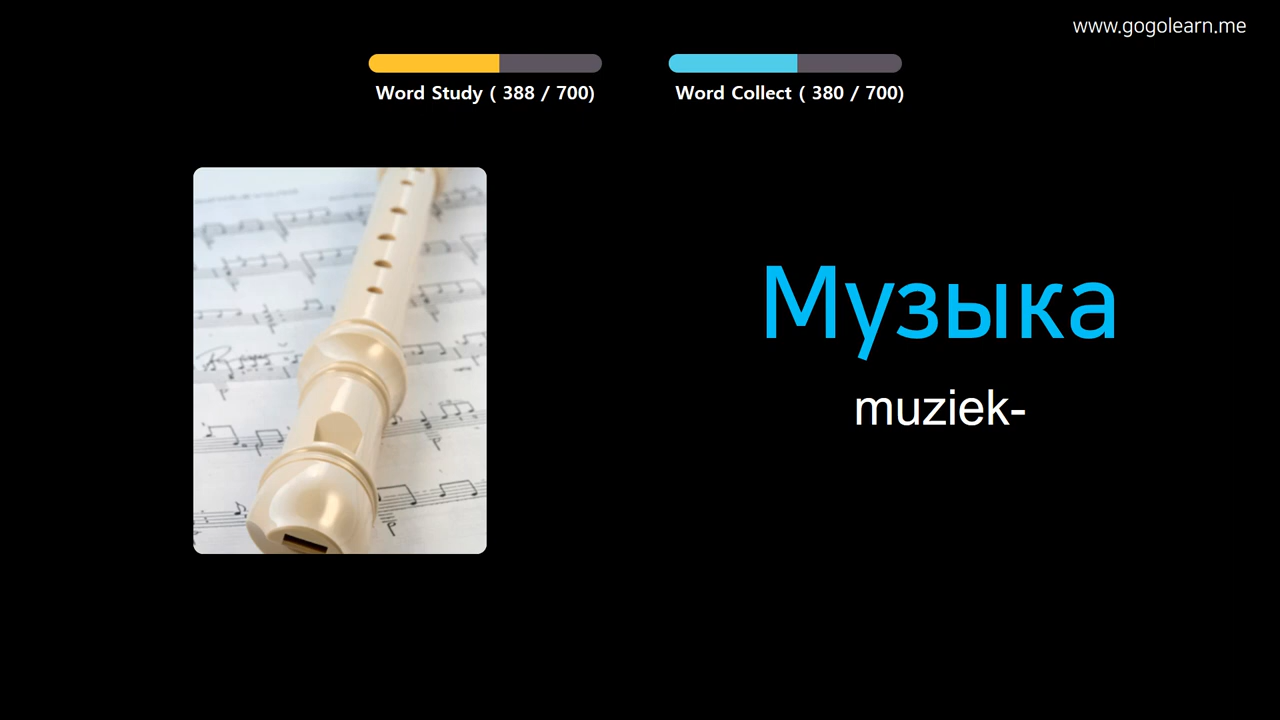 www.gogolearn.me
Word Study ( 388 / 700)
Word Collect ( 380 / 700)
Музыка
muziek-